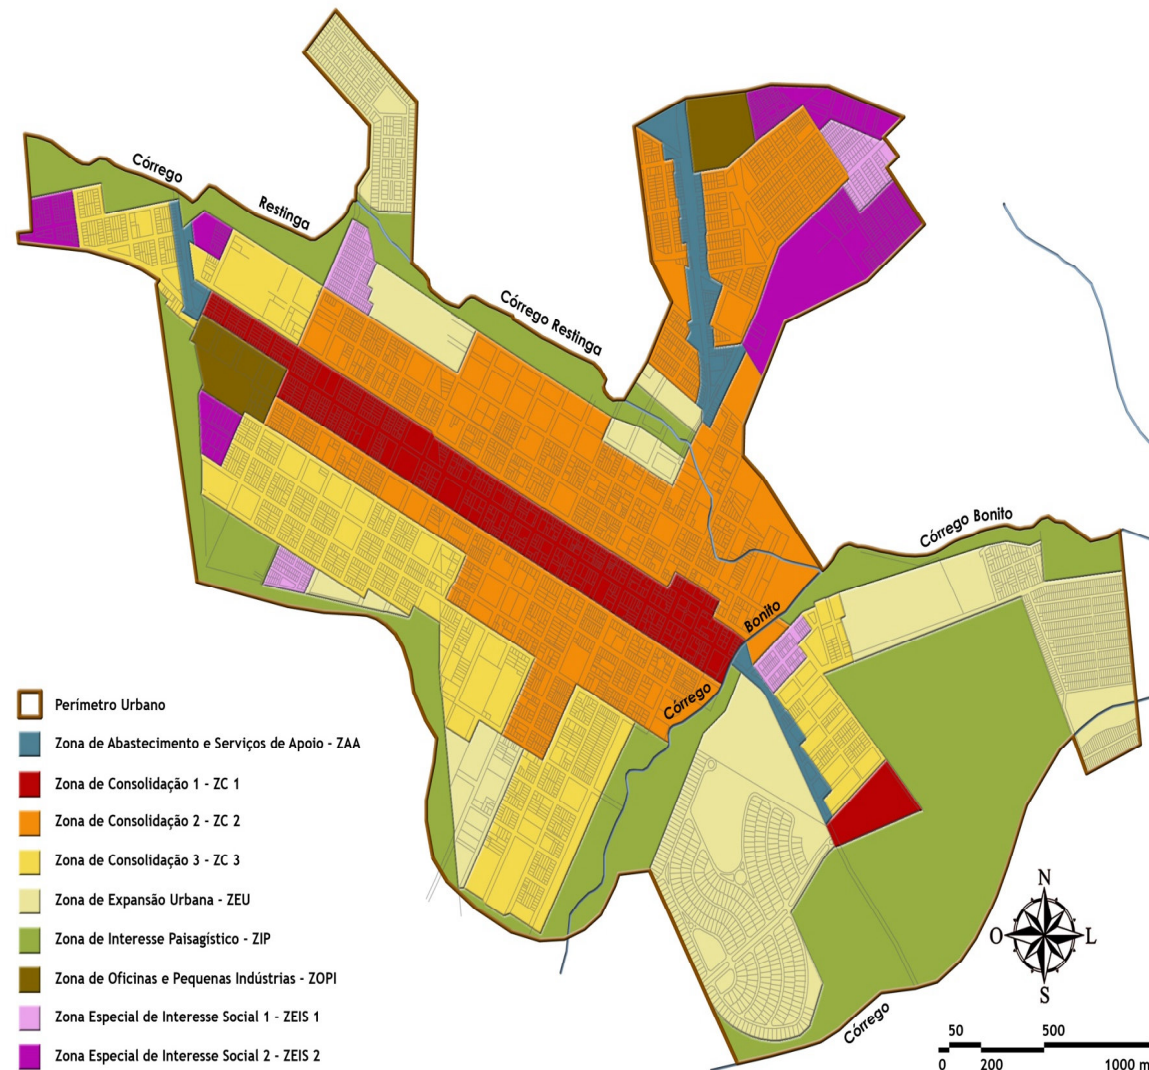 Córrego
Restinga
Córrego Restinga
Córrego Bonito
Bonito
Córrego
Perímetro Urbano
Zona de Abastecimento e Serviços de Apoio - ZAA
Zona de Consolidação 1 - ZC 1
Zona de Consolidação 2 - ZC 2
Zona de Consolidação 3 - ZC 3
Zona de Expansão Urbana - ZEU
Zona de Interesse Paisagístico - ZIP
Zona de Oficinas e Pequenas Indústrias - ZOPI
Zona Especial de Interesse Social 1 - ZEIS 1
Zona Especial de Interesse Social 2 - ZEIS 2
N
O L
S
Córrego
50 500
0 200 1000 m